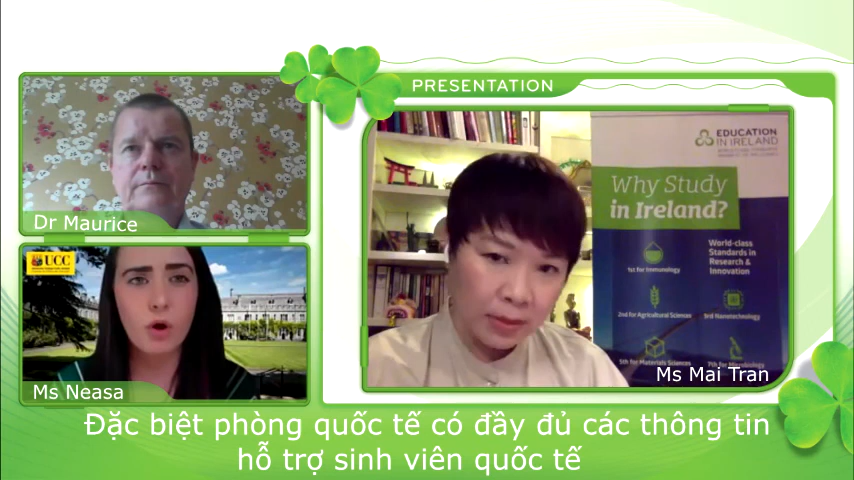 PRESENTATION
Dr Maurice
UCC
Ms Neasa
EDUCATION
IN IRELAND
Why Study
in Ireland?
1st for Immunology
World-class
Standards in
Research &
Innovation
2nd for Agricultural Sciences
3rd Nanotechnology
5th for Materials Sciences
7th for Microbiology
Ms Mai Tran
Đặc biệt phòng quốc tế có đầy đủ các thông tin
hỗ trợ sinh viên quốc tế